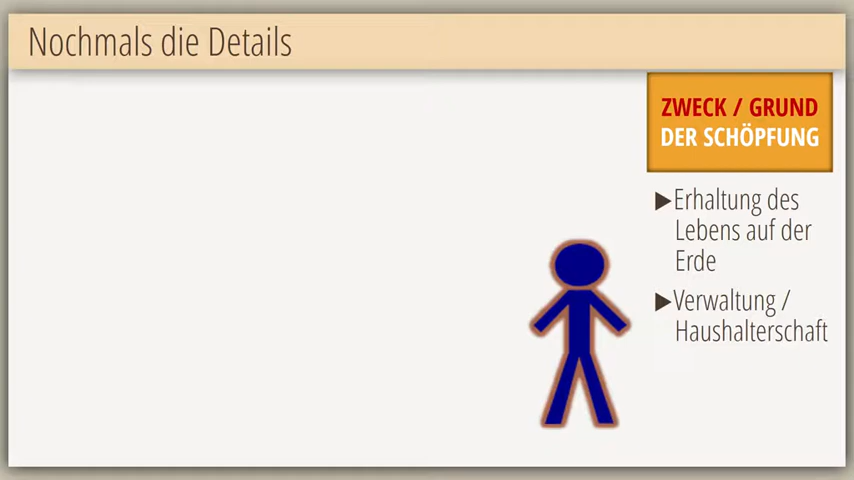 Nochmals die Details
ZWECK / GRUND
DER SCHÖPFUNG
▶Erhaltung des
Lebens auf der
Erde
▶Verwaltung /
Haushalterschaft